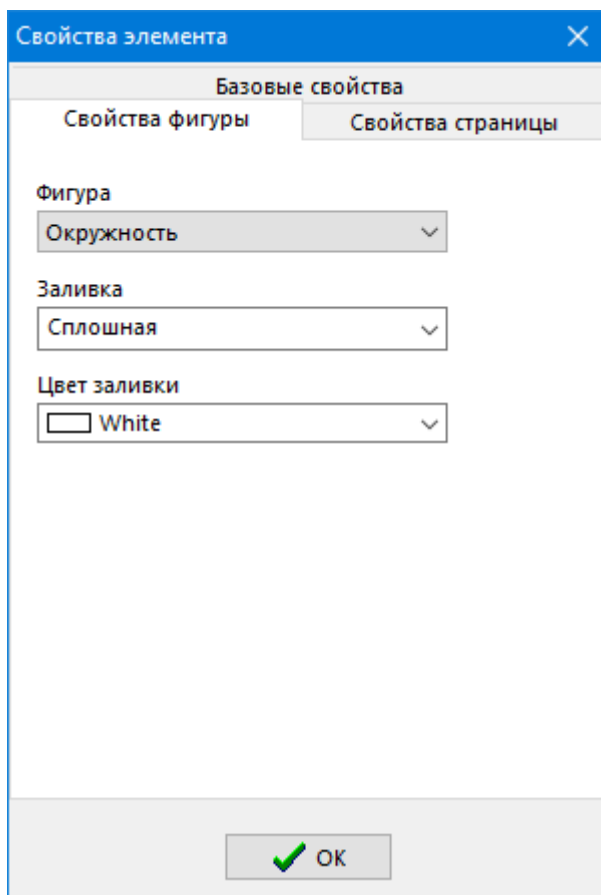 Свойства элемента
Базовые свойства
Свойства фигуры
Свойства страницы
Фигура
Окружность
Заливка
Сплошная
Цвет заливки
White
OK